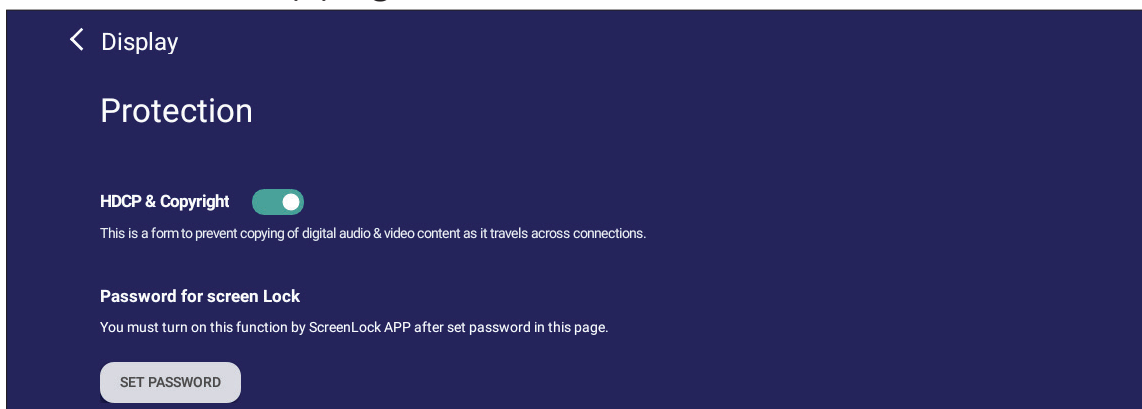 Display
Protection
HDCP & Copyright
This is a form to prevent copying of digital audio & video content as it travels across connections.
Password for screen Lock
You must turn on this function by ScreenLock APP after set password in this page.
SET PASSWORD